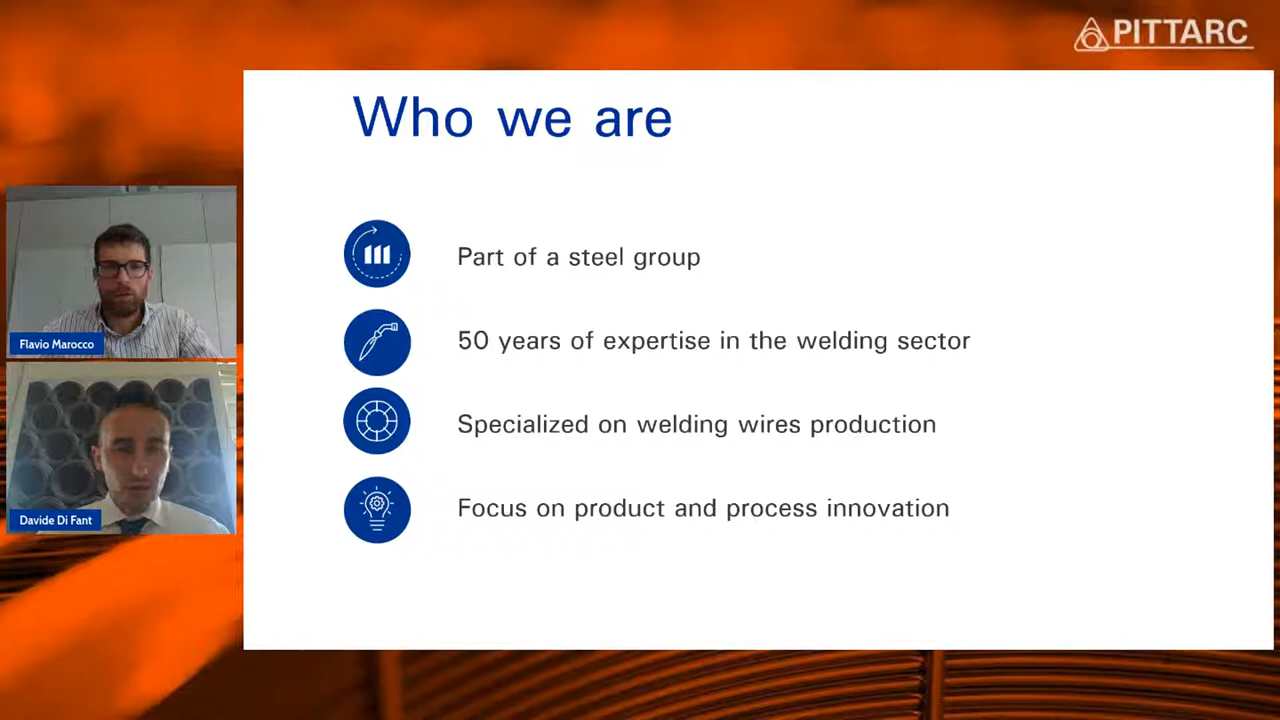 PITTARC
Who we are
Part of a steel group
50 years of expertise in the welding sector
Specialized on welding wires production
Focus on product and process innovation
Flavio Marocco
Davide Di Fant